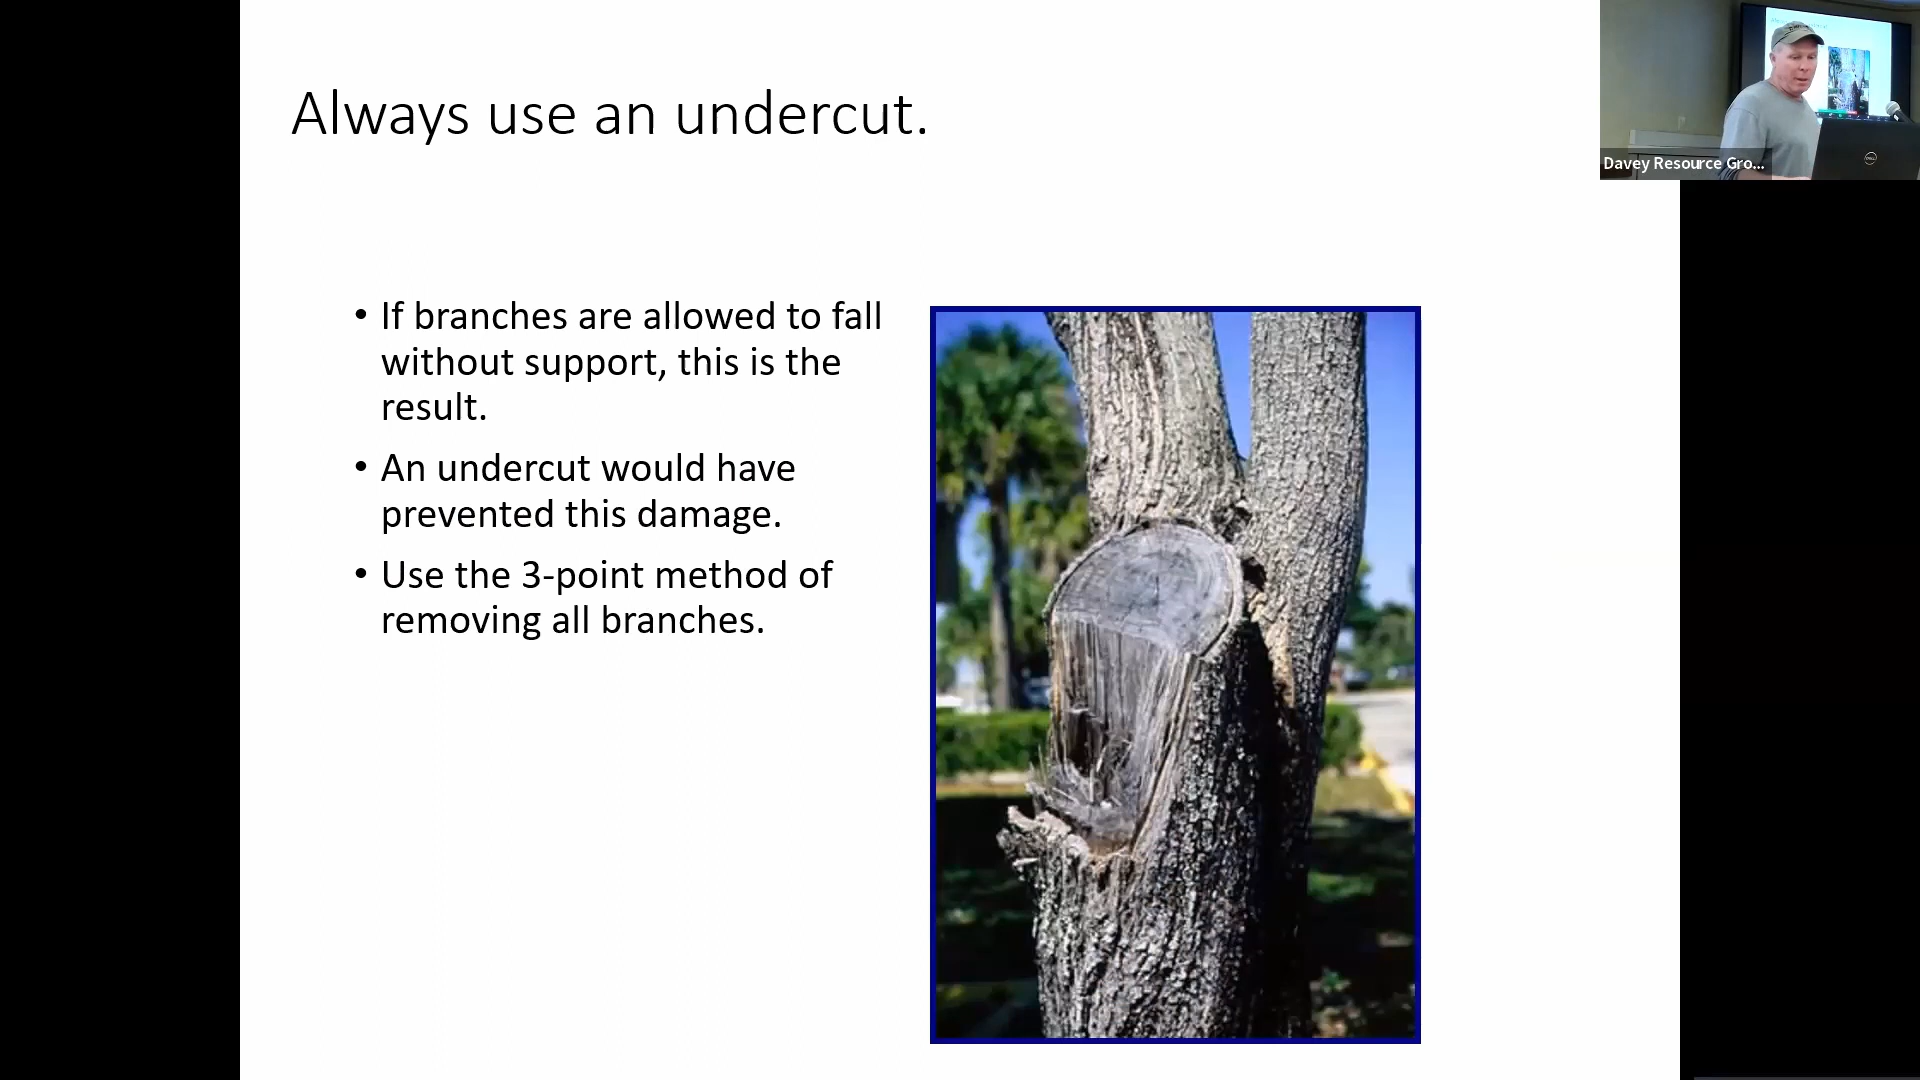 Always use an undercut.
• If branches are allowed to fall
without support, this is the
result.
• An undercut would have
prevented this damage.
• Use the 3-point method of
removing all branches.
Davey Resource Gro...
DELL